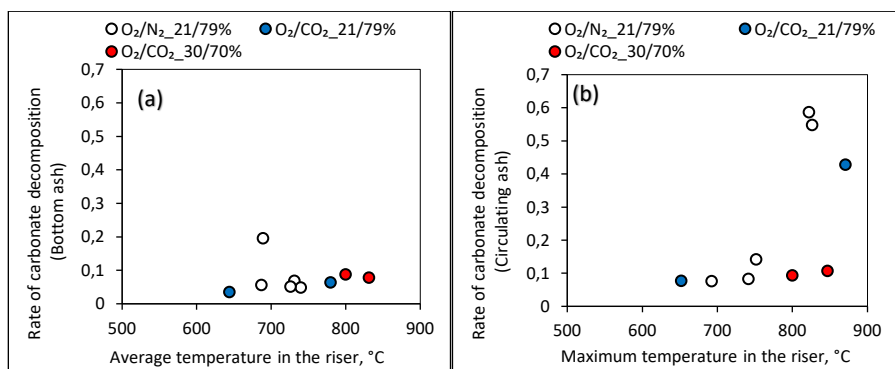 O₂/N₂_21/79%
O₂/CO₂_21/79%
O₂/CO₂_30/70%
(a)
Rate of carbonate decomposition
(Bottom ash)
0,7
0,6
0,5
0,4
0,3
0,2
0,1
0
500
600
700
800
900
Average temperature in the riser, °C
O₂/N₂_21/79%
O₂/CO₂_21/79%
O₂/CO₂_30/70%
(b)
Rate of carbonate decomposition
(Circulating ash)
0,7
0,6
0,5
0,4
0,3
0,2
0,1
0
500
600
700
800
900
Maximum temperature in the riser, °C